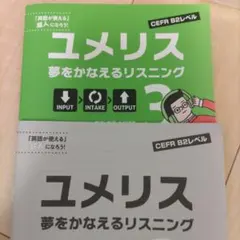 「英語が使える」
達人になろう!
CEFR B2レベル
ユメリス
夢をかなえるリスニング
INPUT
INTAKE
OUTPUT
「英語が使える」
になろう!
CEFR B2レベル
ユメリス
夢をかなえるリスニング